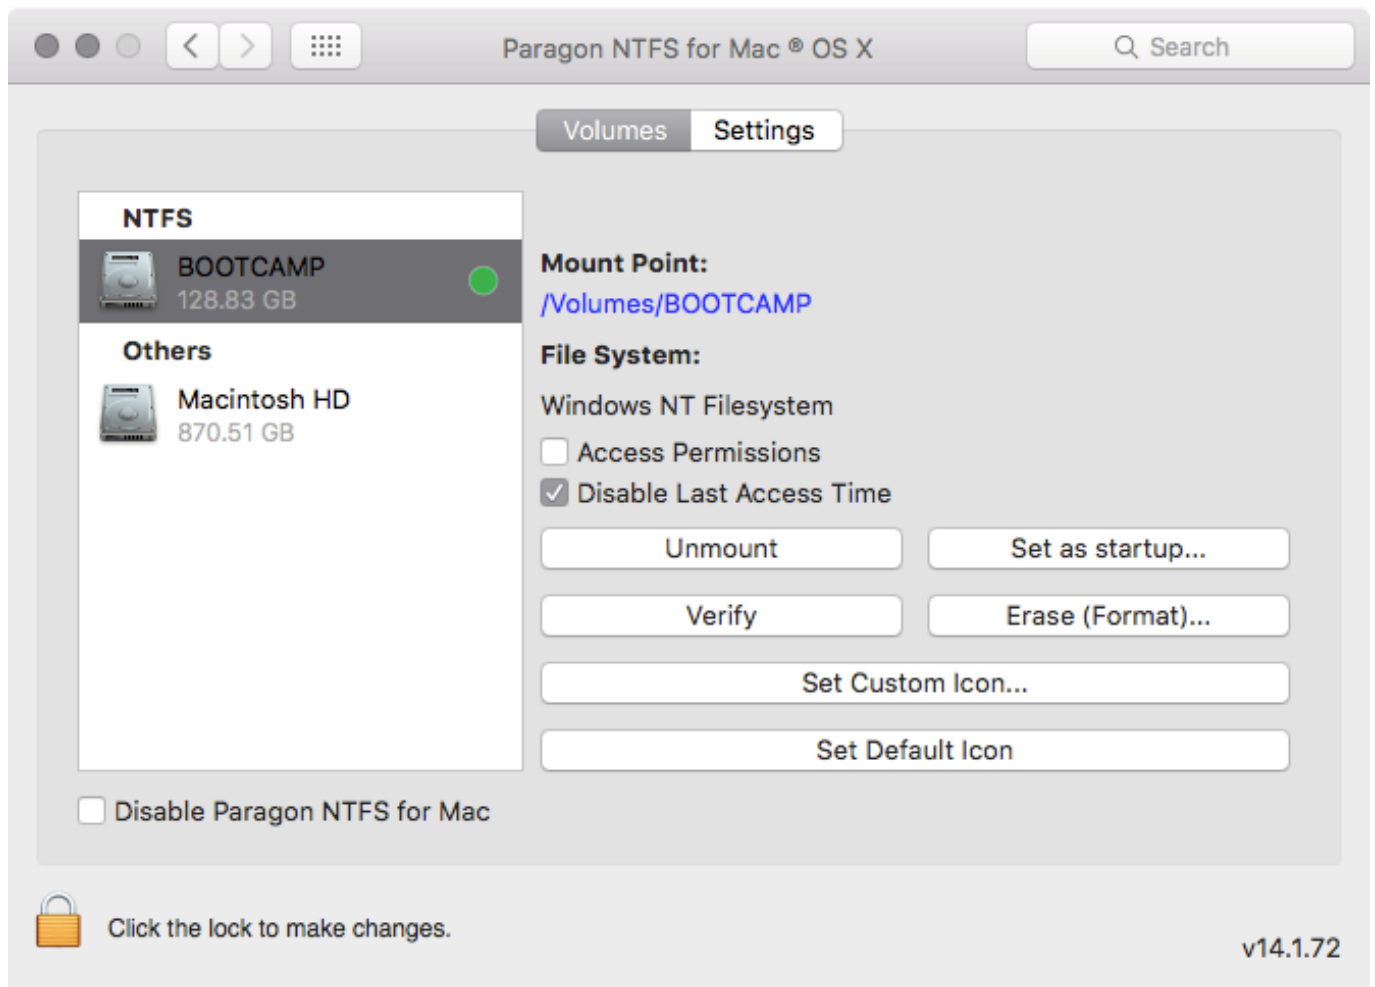 Paragon NTFS for Mac ® OS X
Search
Volumes
Settings
NTFS
BOOTCAMP
128.83 GB
Others
Macintosh HD
870.51 GB
Mount Point:
/Volumes/BOOTCAMP
File System:
Windows NT Filesystem
Access Permissions
Disable Last Access Time
Unmount
Set as startup...
Verify
Erase (Format)...
Set Custom Icon...
Set Default Icon
Disable Paragon NTFS for Mac
Click the lock to make changes.
v14.1.72